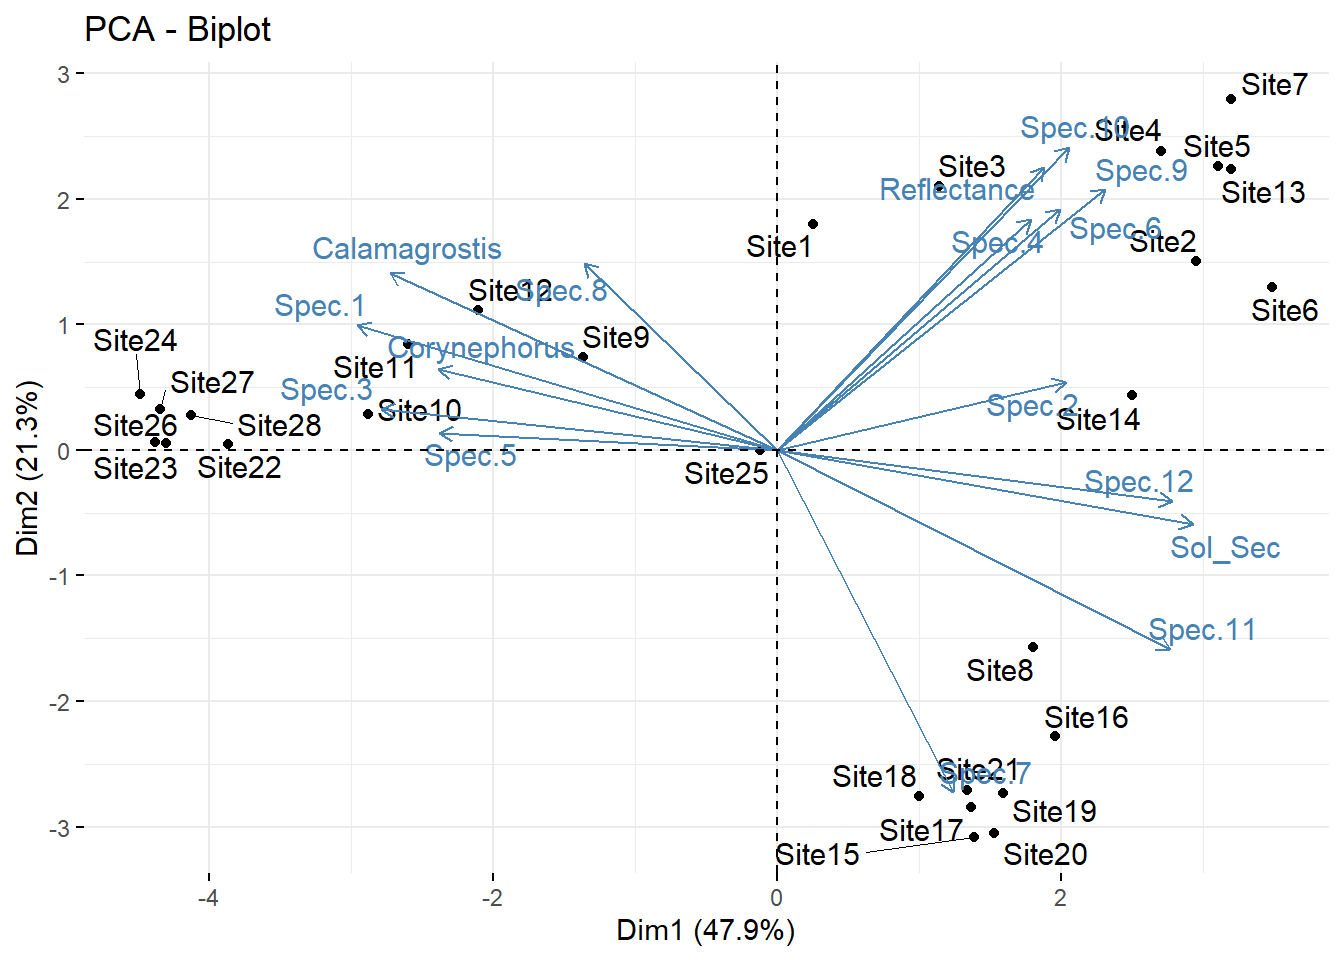 PCA - Biplot
3
2
1
0
-1
-2
-3
Dim2 (21.3%)
Site7
Spec.10
Site4
Site5
Site3
Spec.9
Reflectance
Site13
Spec.6
Site1
Spec.4
Site2
Calamagrostis
Site12
Spec.8
Spec.1
Site6
Site24
Site9
Corynephorus
Site11
Site27
Spec.3
Site10
Spec.2
Site14
Site26
Site28
Spec.5
Site23
Site22
Site25
Spec.12
Sol_Sec
Spec.11
Site8
Site16
Site21
Spec.7
Site18
Site19
Site17
Site15
Site20
-4
-2
0
2
Dim1 (47.9%)